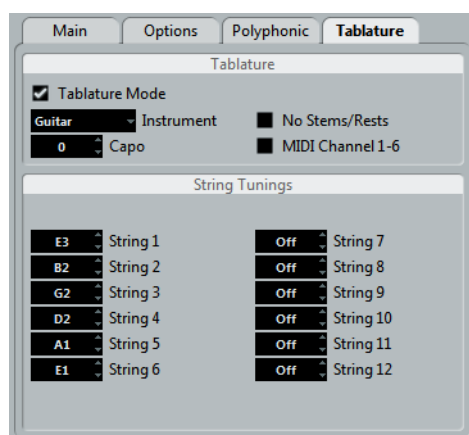 Main Options Polyphonic Tablature
Tablature
Tablature Mode
Guitar Instrument No Stems/Rests
0 Capo MIDI Channel 1-6
String Tunings
E3 String 1 Off String 7
B2 String 2 Off String 8
G2 String 3 Off String 9
D2 String 4 Off String 10
A1 String 5 Off String 11
E1 String 6 Off String 12